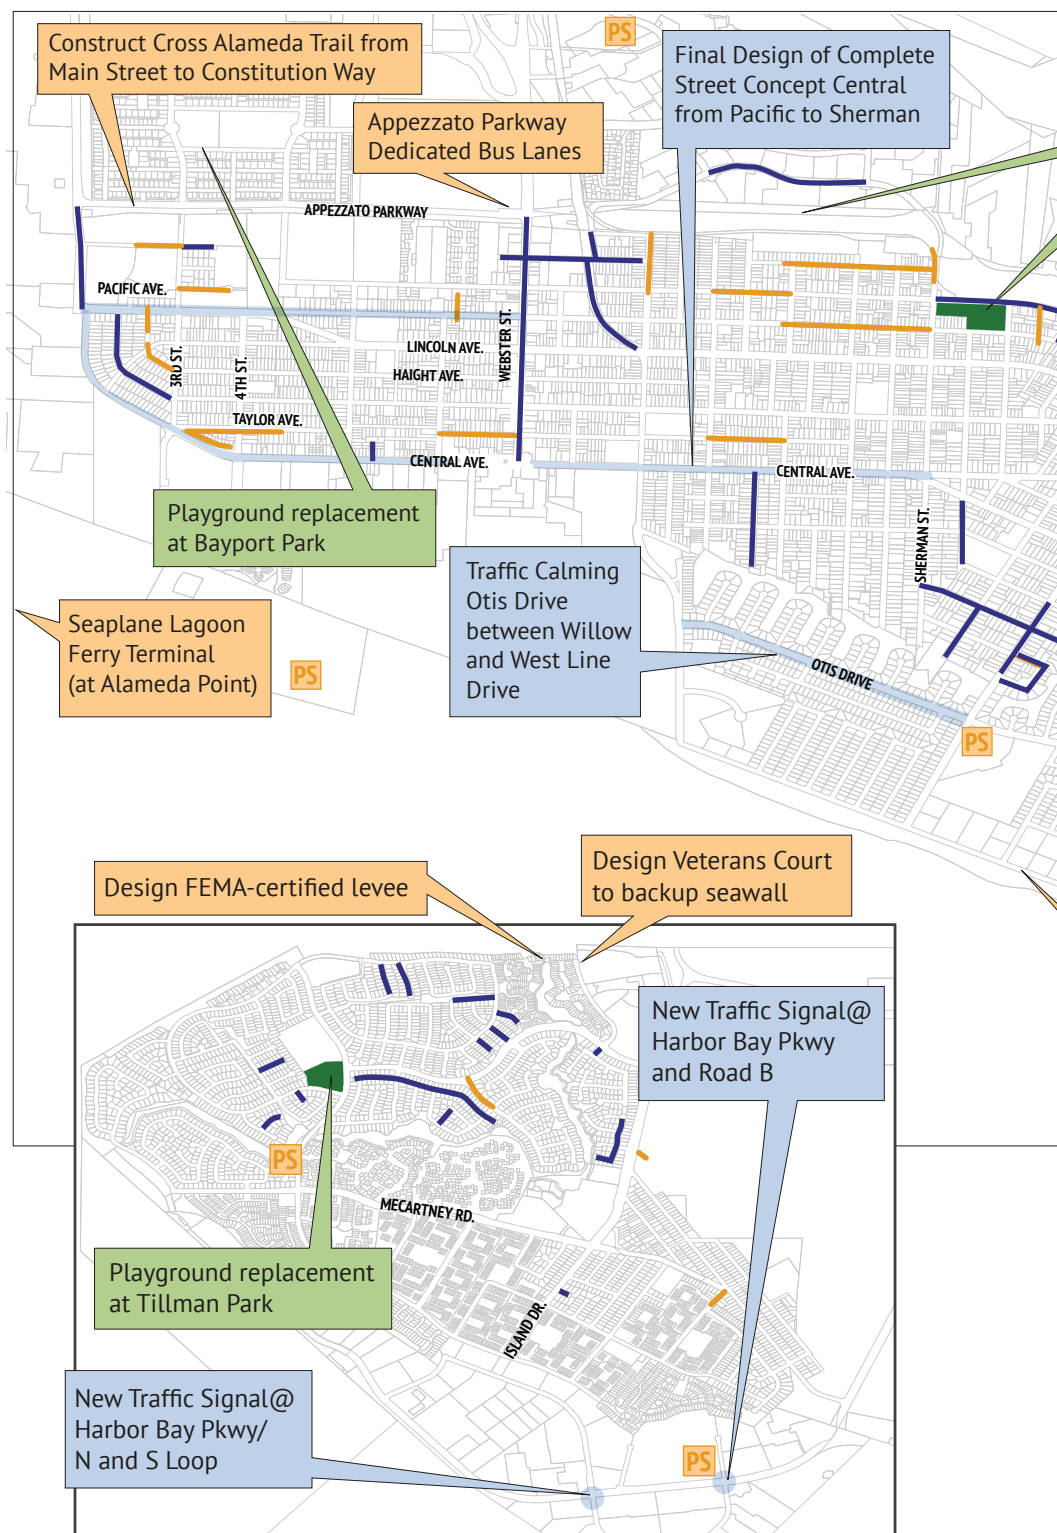 PS
Construct Cross Alameda Trail from
Main Street to Constitution Way
Final Design of Complete
Street Concept Central
from Pacific to Sherman
Appezzato Parkway
Dedicated Bus Lanes
APPEZZATO PARKWAY
PACIFIC AVE.
WEBSTER ST.
LINCOLN AVE.
3RD ST.
4TH ST.
HAIGHT AVE.
TAYLOR AVE.
CENTRAL AVE.
CENTRAL AVE.
Playground replacement
at Bayport Park
SHERMAN ST.
Traffic Calming
Otis Drive
between Willow
and West Line
Drive
Seaplane Lagoon
Ferry Terminal
(at Alameda Point)
PS
OTIS DRIVE
PS
Design FEMA-certified levee
Design Veterans Court
to backup seawall
New Traffic Signal@
Harbor Bay Pkwy
and Road B
PS
MECARTNEY RD.
Playground replacement
at Tillman Park
ISLAND DR.
New Traffic Signal@
Harbor Bay Pkwy/
N and S Loop
PS